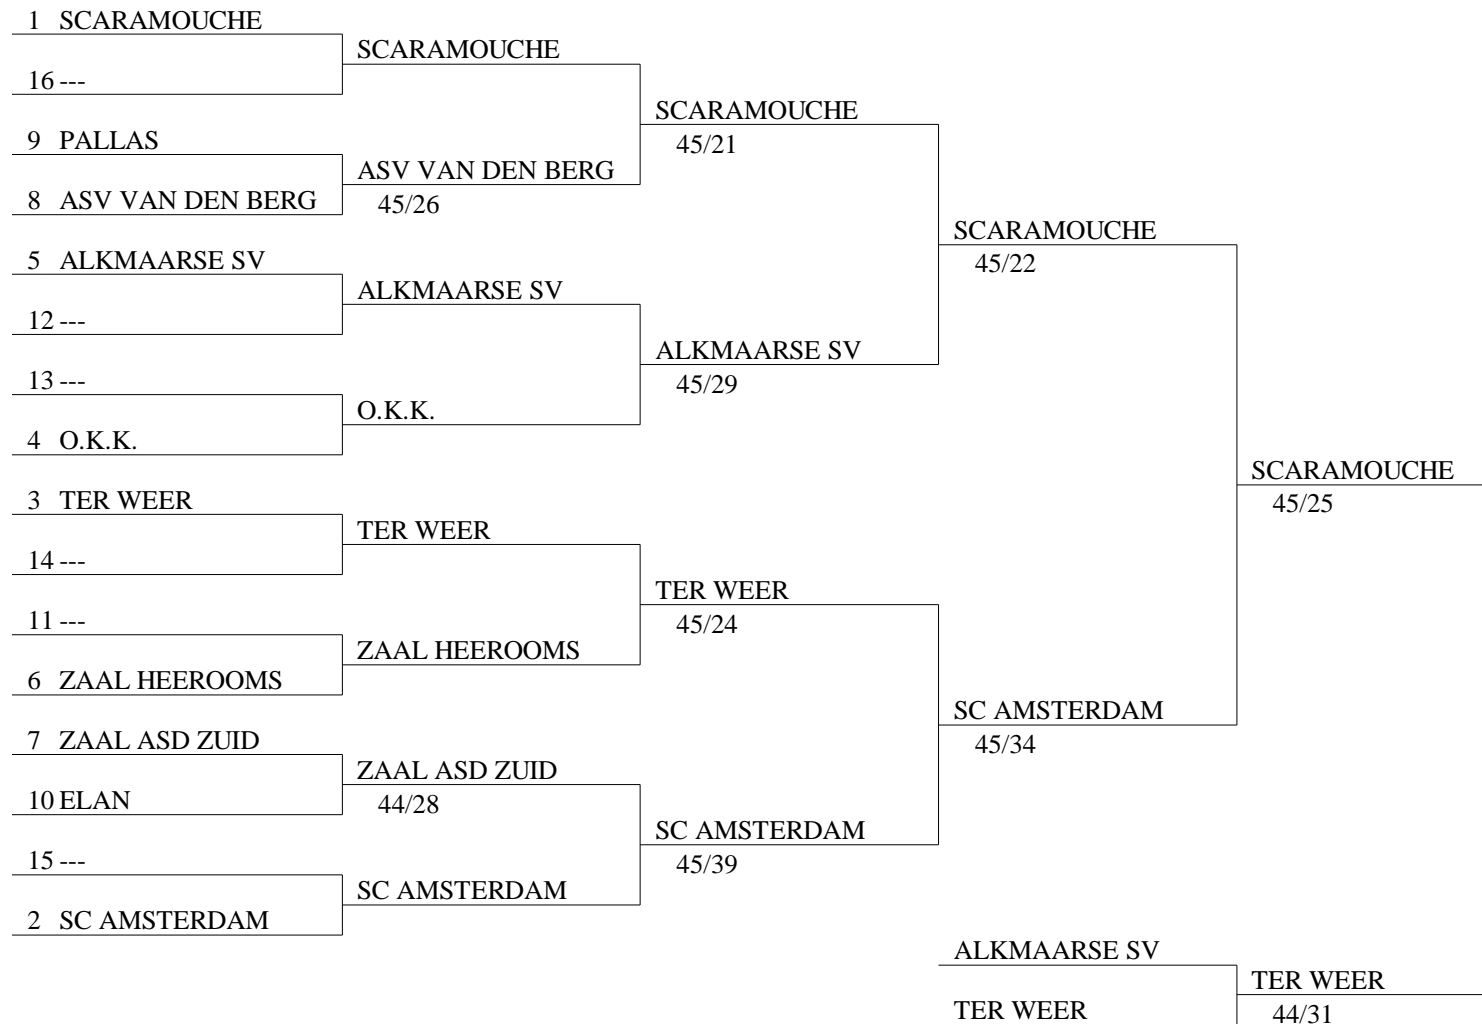 1 SCARAMOUCHE
SCARAMOUCHE
16 ---
SCARAMOUCHE
45/21
9 PALLAS
ASV VAN DEN BERG
45/26
8 ASV VAN DEN BERG
SCARAMOUCHE
45/22
5 ALKMAARSE SV
ALKMAARSE SV
12 ---
ALKMAARSE SV
45/29
13 ---
O.K.K.
4 O.K.K.
SCARAMOUCHE
45/25
3 TER WEER
TER WEER
14 ---
TER WEER
45/24
11 ---
ZAAL HEEROOMS
6 ZAAL HEEROOMS
SC AMSTERDAM
45/34
7 ZAAL ASD ZUID
ZAAL ASD ZUID
44/28
10 ELAN
SC AMSTERDAM
45/39
15 ---
SC AMSTERDAM
2 SC AMSTERDAM
ALKMAARSE SV
TER WEER
44/31
TER WEER